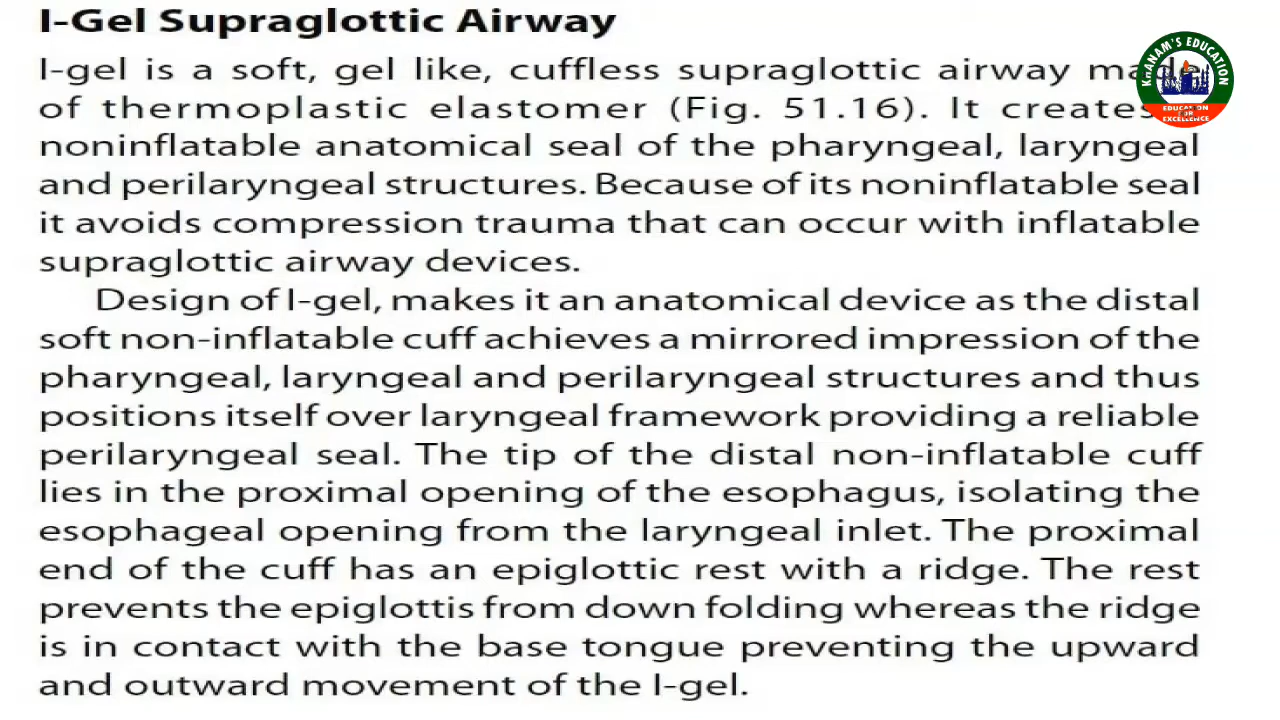 I-Gel Supraglottic Airway
I-gel is a soft, gel like, cuffless supraglottic airway made
of thermoplastic elastomer (Fig. 51.16). It creates
noninflatable anatomical seal of the pharyngeal, laryngeal
and perilaryngeal structures. Because of its noninflatable seal
it avoids compression trauma that can occur with inflatable
supraglottic airway devices.
Design of I-gel, makes it an anatomical device as the distal
soft non-inflatable cuff achieves a mirrored impression of the
pharyngeal, laryngeal and perilaryngeal structures and thus
positions itself over laryngeal framework providing a reliable
perilaryngeal seal. The tip of the distal non-inflatable cuff
lies in the proximal opening of the esophagus, isolating the
esophageal opening from the laryngeal inlet. The proximal
end of the cuff has an epiglottic rest with a ridge. The rest
prevents the epiglottis from down folding whereas the ridge
is in contact with the base tongue preventing the upward
and outward movement of the I-gel.
KHANAM'S EDUCATION
EDUCATION
FOR
EXCELLENCE